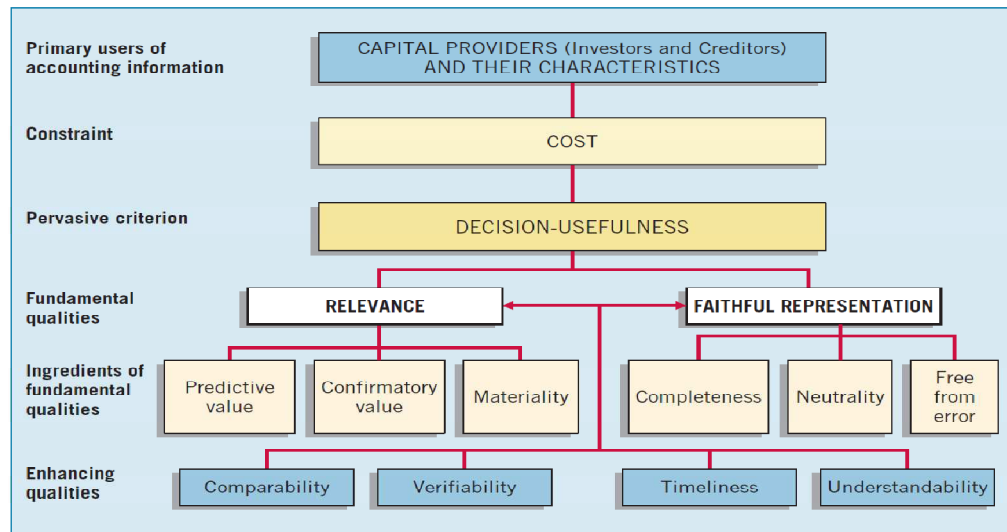 Primary users of
accounting information
CAPITAL PROVIDERS (Investors and Creditors)
AND THEIR CHARACTERISTICS
Constraint
COST
Pervasive criterion
DECISION-USEFULNESS
Fundamental
qualities
RELEVANCE
FAITHFUL REPRESENTATION
Ingredients of
fundamental
qualities
Predictive
value
Confirmatory
value
Materiality
Completeness
Neutrality
Free
from
error
Enhancing
qualities
Comparability
Verifiability
Timeliness
Understandability